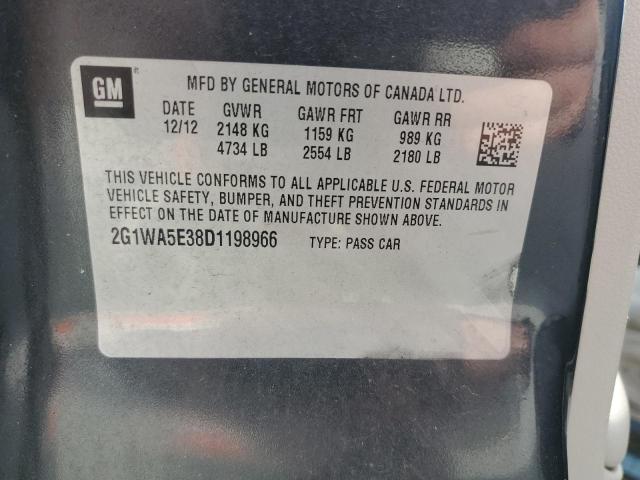 GM
MFD BY GENERAL MOTORS OF CANADA LTD.
DATE GVWR GAWR FRT GAWR RR
12/12 2148 KG 1159 KG 989 KG
4734 LB 2554 LB 2180 LB
THIS VEHICLE CONFORMS TO ALL APPLICABLE U.S. FEDERAL MOTOR
VEHICLE SAFETY, BUMPER, AND THEFT PREVENTION STANDARDS IN
EFFECT ON THE DATE OF MANUFACTURE SHOWN ABOVE.
2G1WA5E38D1198966 TYPE: PASS CAR